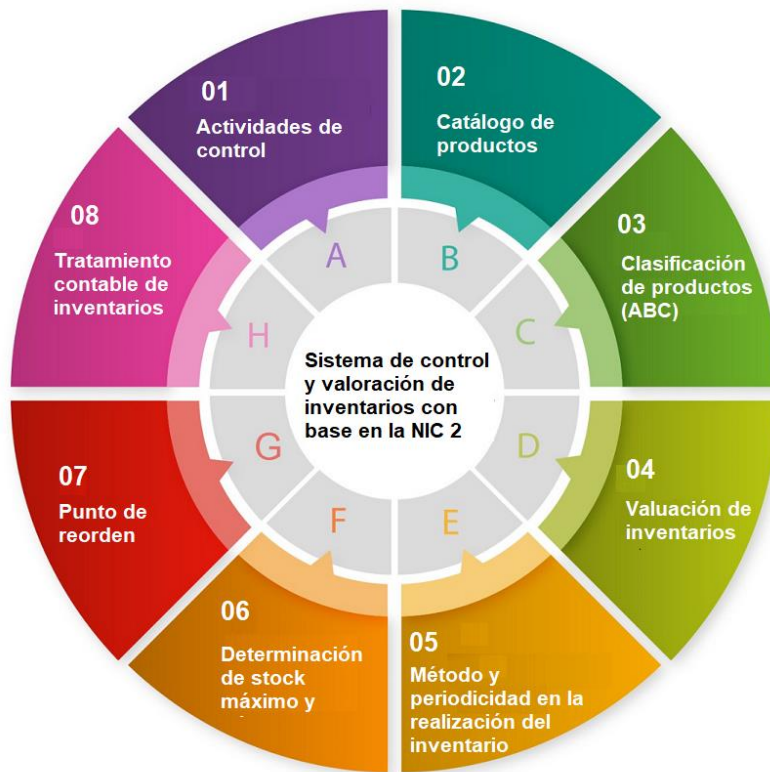 01
Actividades de
control
02
Catálogo de
productos
03
Clasificación
de productos
(ABC)
04
Valuación de
inventarios
05
Método y
periodicidad en la
realización del
inventario
06
Determinación
de stock
máximo y
07
Punto de
reorden
08
Tratamiento
contable de
inventarios
A
B
C
D
E
F
G
H
Sistema de control
y valoración de
inventarios con
base en la NIC 2